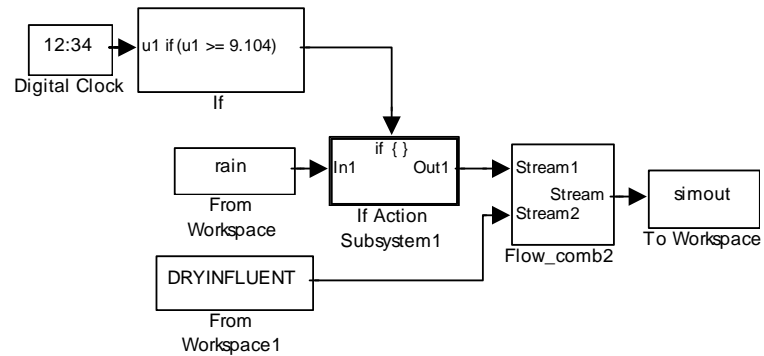 12:34
Digital Clock
u1 if(u1 >= 9.104)
If
rain
From
Workspace
if { }
In1
Out1
If Action
Subsystem1
DRYINFLUENT
From
Workspace1
Stream1
Stream
Stream2
Flow_comb2
simout
To Workspace